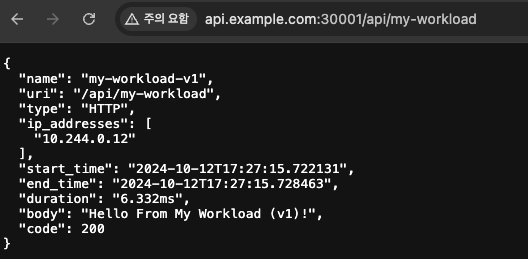 주의 요함 api.example.com:30001/api/my-workload
{
  "name": "my-workload-v1",
  "uri": "/api/my-workload",
  "type": "HTTP",
  "ip_addresses": [
    "10.244.0.12"
  ],
  "start_time": "2024-10-12T17:27:15.722131",
  "end_time": "2024-10-12T17:27:15.728463",
  "duration": "6.332ms",
  "body": "Hello From My Workload (v1)!",
  "code": 200
}